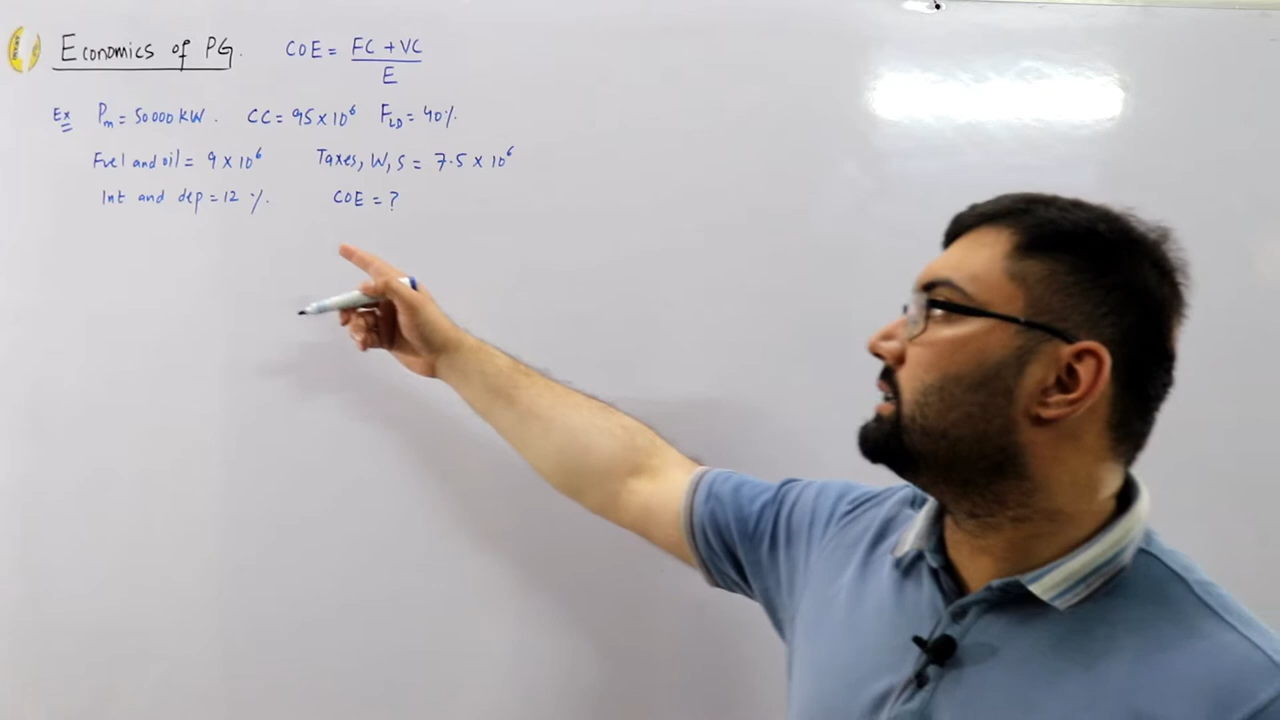 Economics of PG. COE = FC + VC / E
Ex Pm = 50000 KW. CC = 95 x 10^6 FLD = 40%.
Fuel and oil = 9 x 10^6 Taxes, W, S = 7.5 x 10^6
Int and dep = 12 %. COE = ?